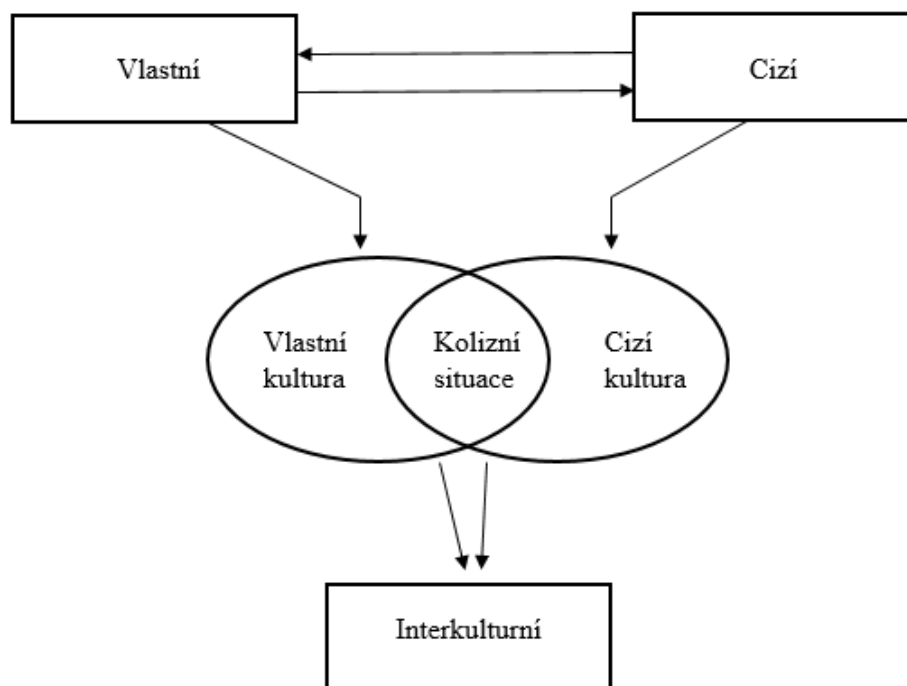 Vlastní
Cizí
Vlastní
kultura
Kolizní
situace
Cizí
kultura
Interkulturní